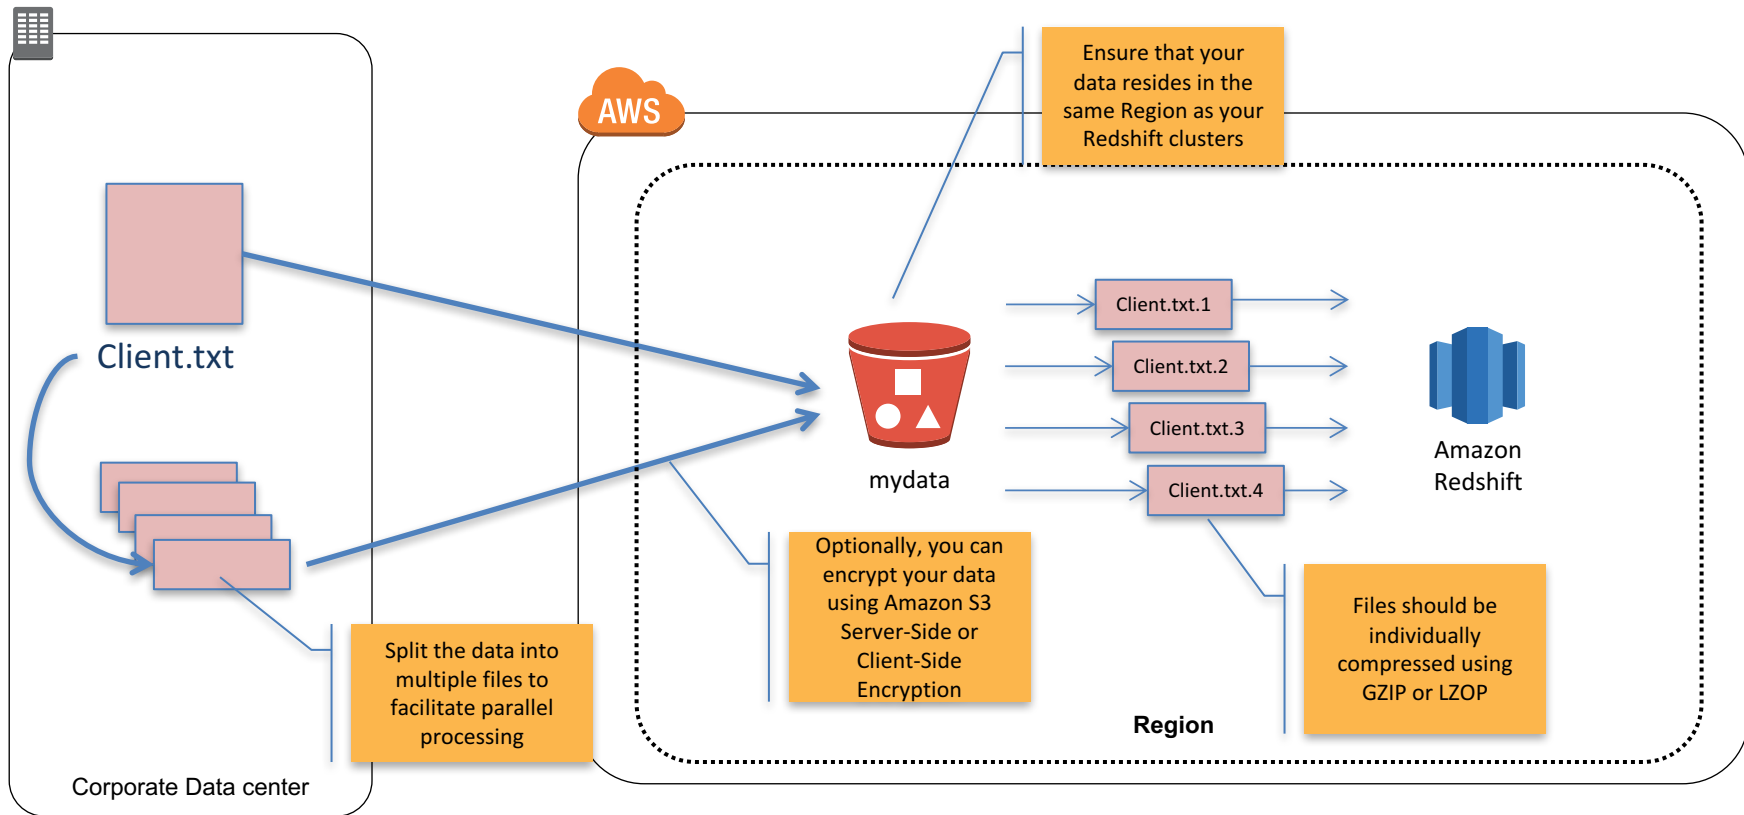 Ensure that your
data resides in the
same Region as your
Redshift clusters
AWS
Client.txt
Client.txt.1
Client.txt.2
Client.txt.3
Client.txt.4
mydata
Amazon
Redshift
Optionally, you can
encrypt your data
using Amazon S3
Server-Side or
Client-Side
Encryption
Files should be
individually
compressed using
GZIP or LZOP
Split the data into
multiple files to
facilitate parallel
processing
Region
Corporate Data center